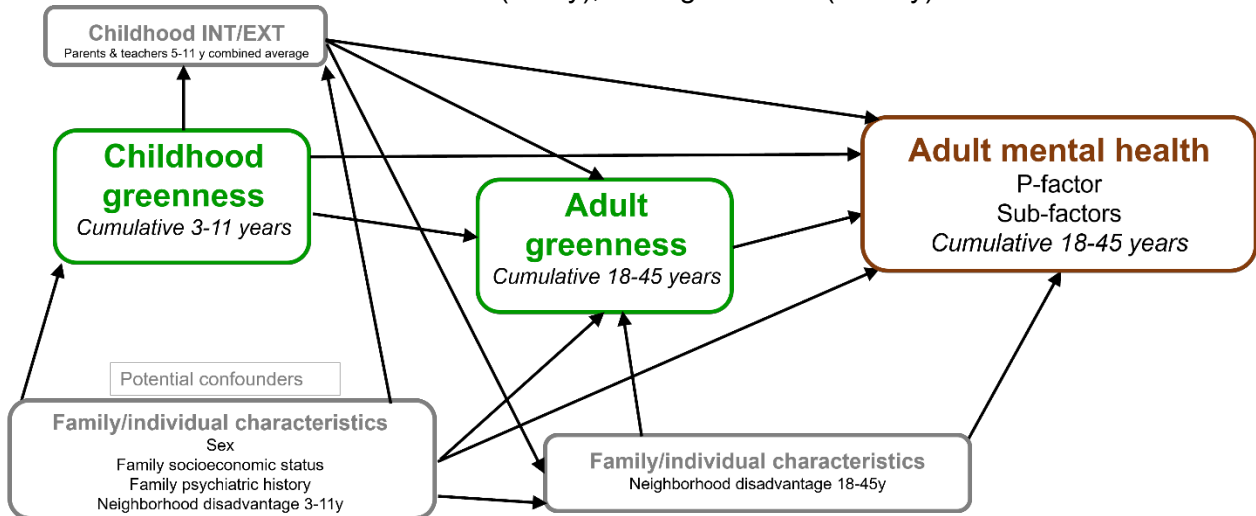 Childhood INT/EXT
Parents & teachers 5-11 y combined average
Childhood
greenness
Cumulative 3-11 years
Adult
greenness
Cumulative 18-45 years
Adult mental health
P-factor
Sub-factors
Cumulative 18-45 years
Potential confounders
Family/individual characteristics
Sex
Family socioeconomic status
Family psychiatric history
Neighborhood disadvantage 3-11y
Family/individual characteristics
Neighborhood disadvantage 18-45y